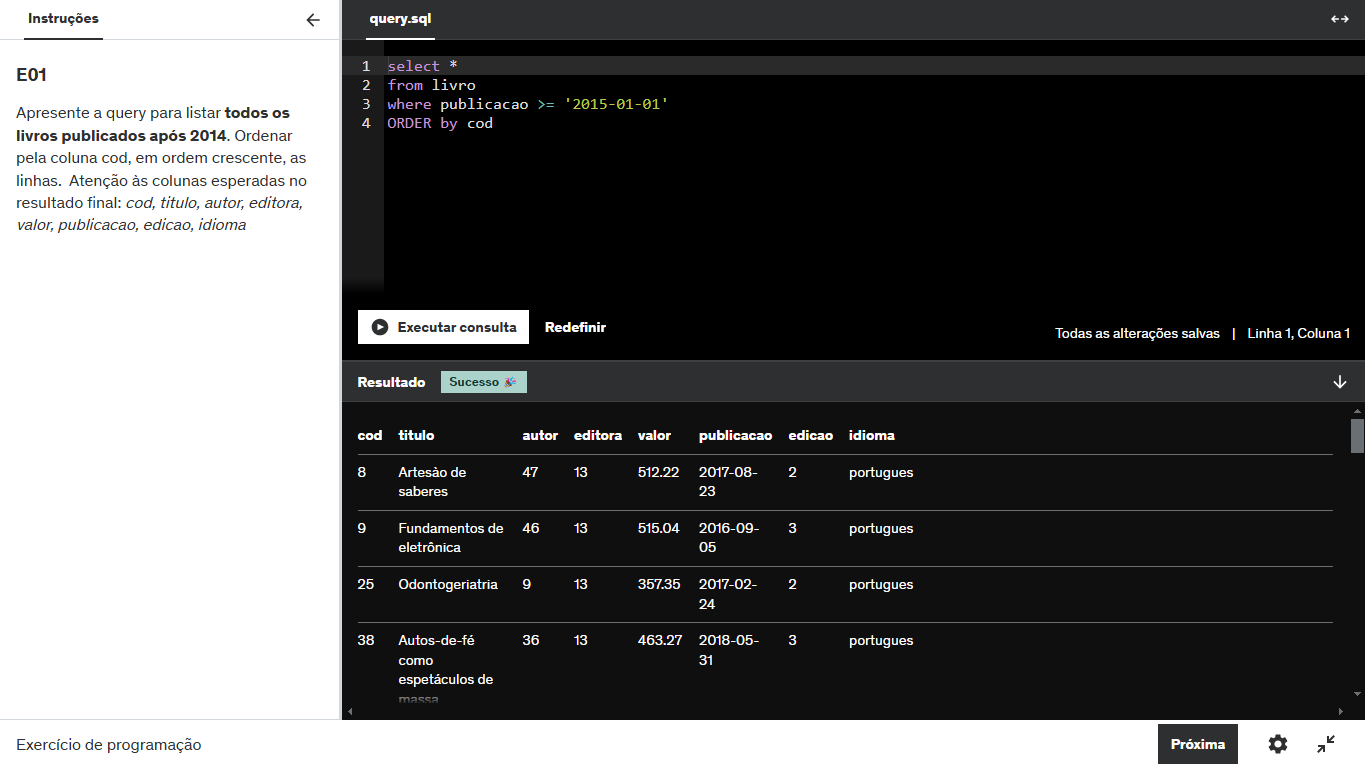 Instruções
E01
Apresente a query para listar todos os
livros publicados após 2014. Ordenar
pela coluna cod, em ordem crescente, as
linhas.  Atenção às colunas esperadas no
resultado final: cod, titulo, autor, editora,
valor, publicacao, edicao, idioma
query.sql
1 select *
2 from livro
3 where publicacao >= '2015-01-01'
4 ORDER by cod
Executar consulta Redefinir
Todas as alterações salvas | Linha 1, Coluna 1
Resultado Sucesso
cod titulo autor editora valor publicacao edicao idioma
8 Artesào de 47 13 512.22 2017-08- 2 portugues
saberes 23
9 Fundamentos de 46 13 515.04 2016-09- 3 portugues
eletrônica 05
25 Odontogeriatria 9 13 357.35 2017-02- 2 portugues
24
38 Autos-de-fé 36 13 463.27 2018-05- 3 portugues
como 31
espetáculos de
massa
Exercício de programação
Próxima